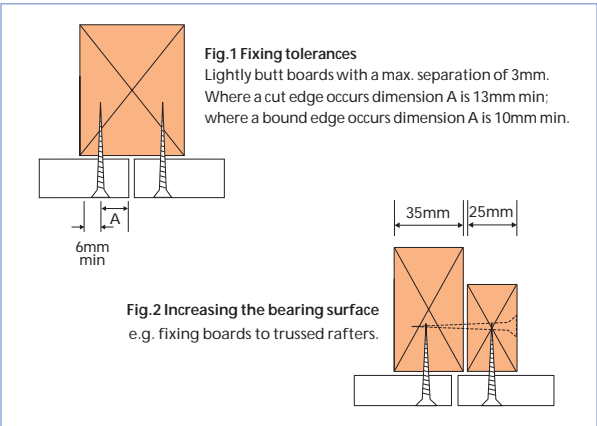 Fig.1 Fixing tolerances
Lightly butt boards with a max. separation of 3mm.
Where a cut edge occurs dimension A is 13mm min;
where a bound edge occurs dimension A is 10mm min.
A
6mm
min
35mm
25mm
Fig.2 Increasing the bearing surface
e.g. fixing boards to trussed rafters.